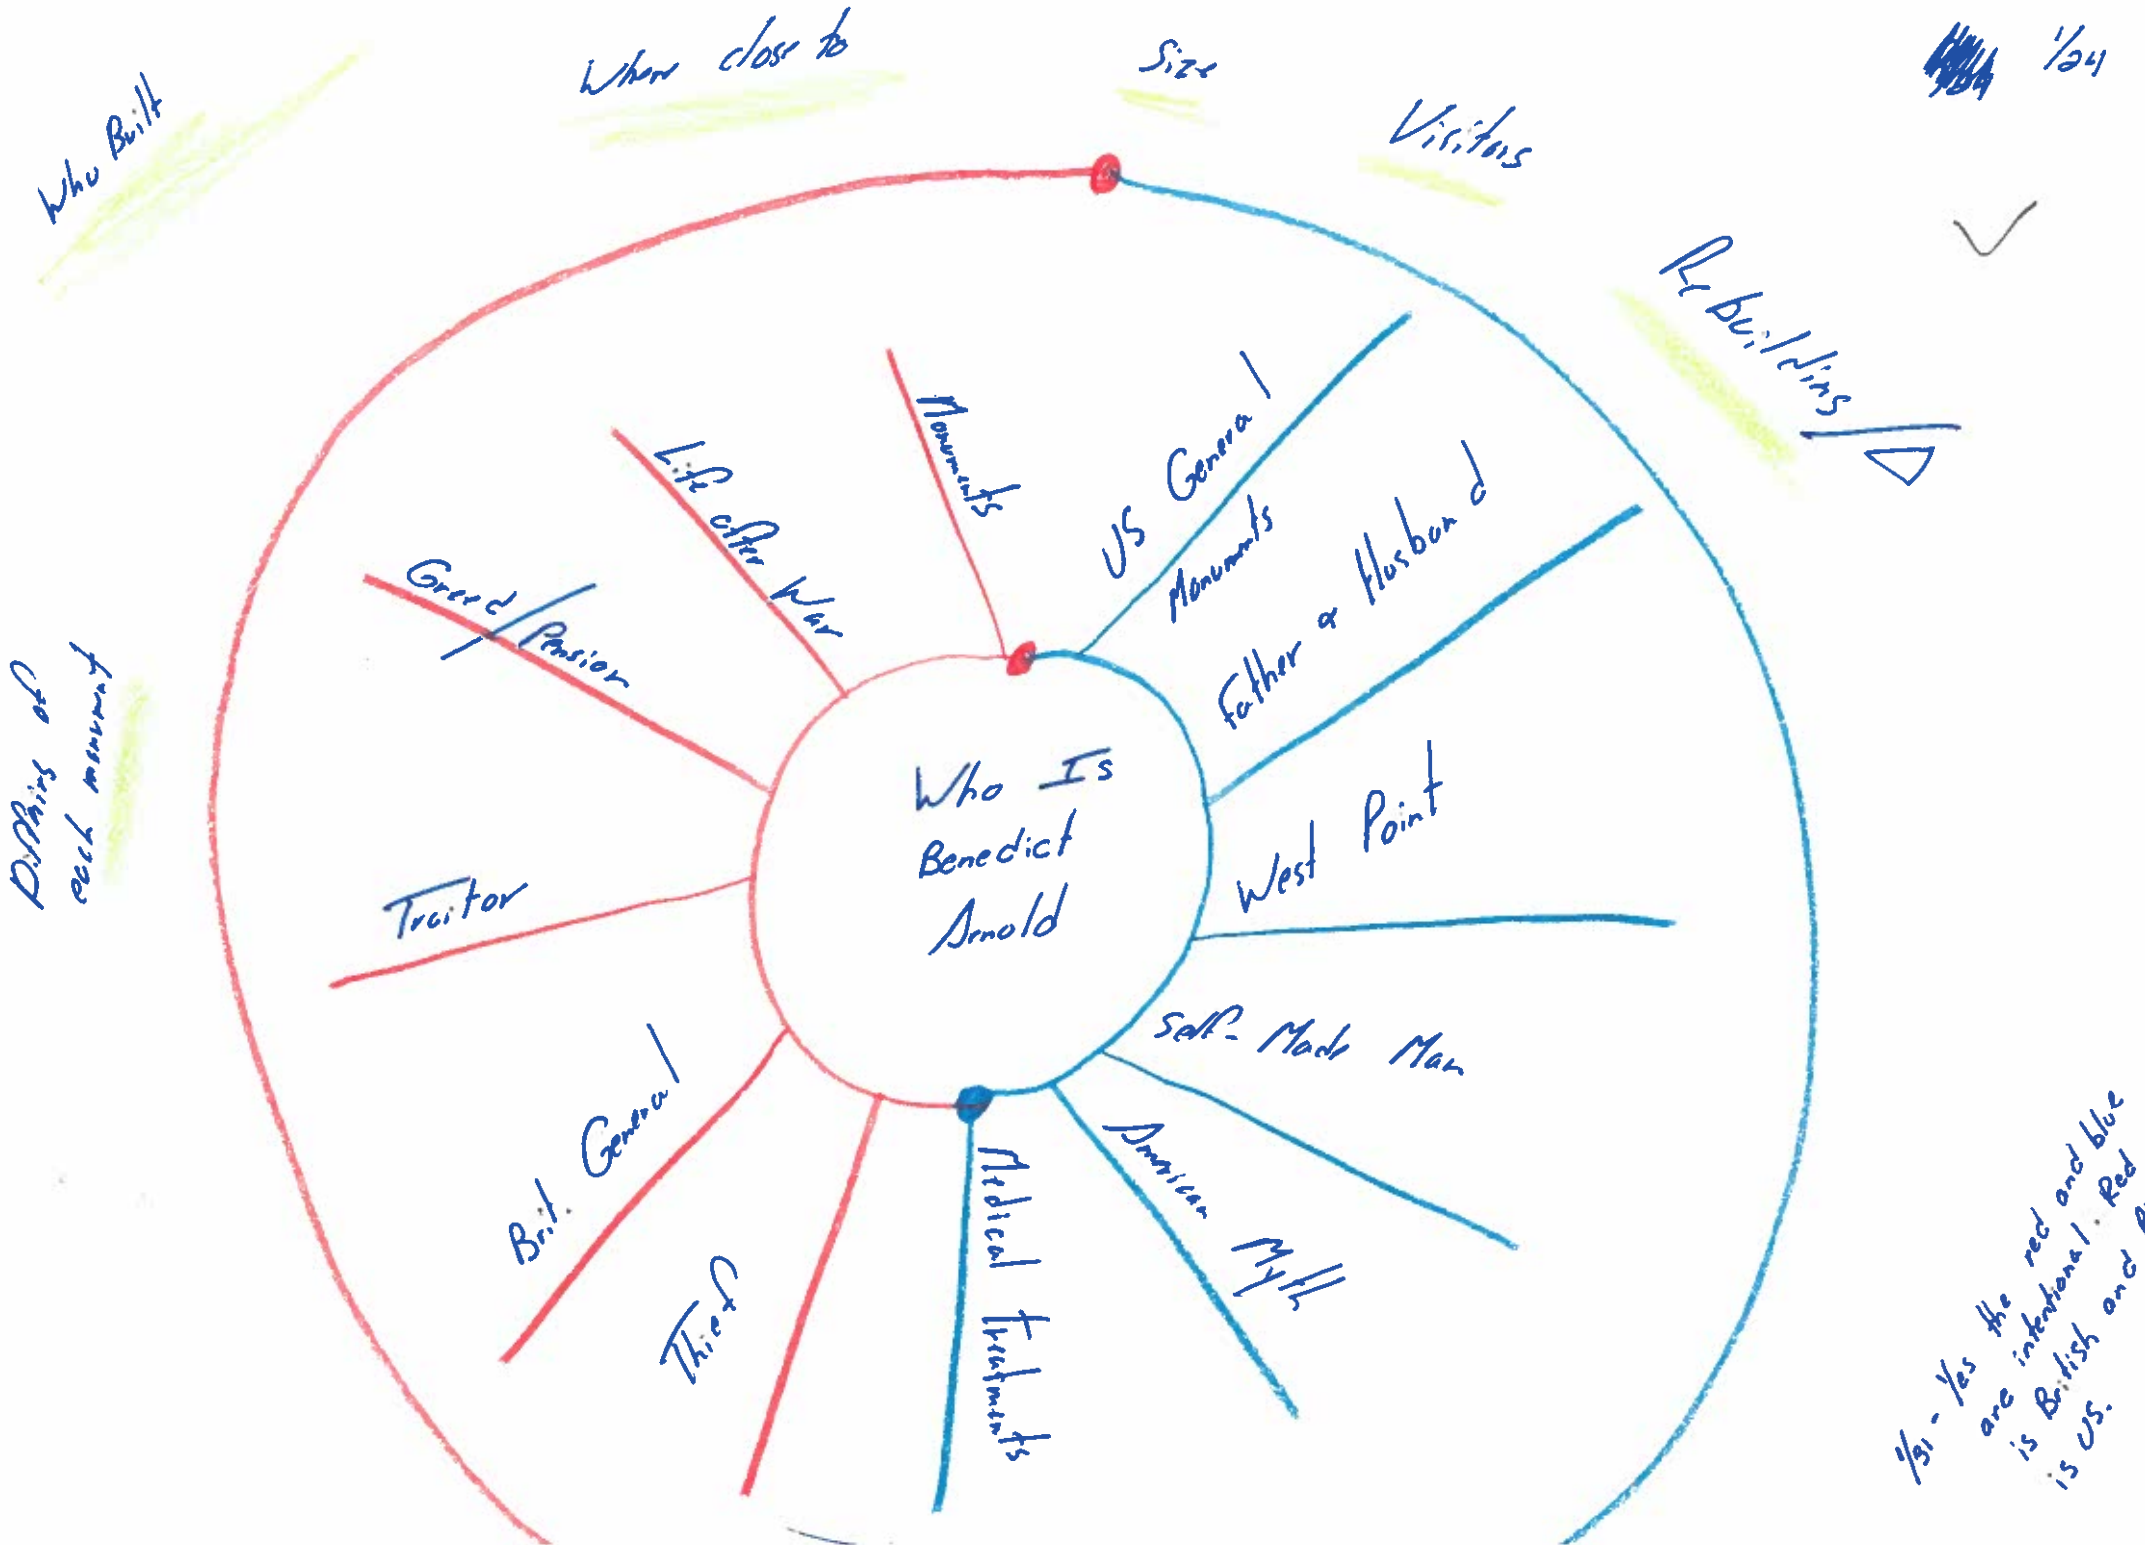 1/24
Who Built
When close to
Size
Visitors
Rebuilding
Monuments
US General
Monuments
Life after War
Father & Husband
Greed/Pension
West Point
Who Is
Benedict
Arnold
of
each monument
Traitor
Self-Made Man
Brit. General
American Myth
Thief
Medical treatments
1/31 - Yes the red and blue
are intentional. Red
is British and
is US.